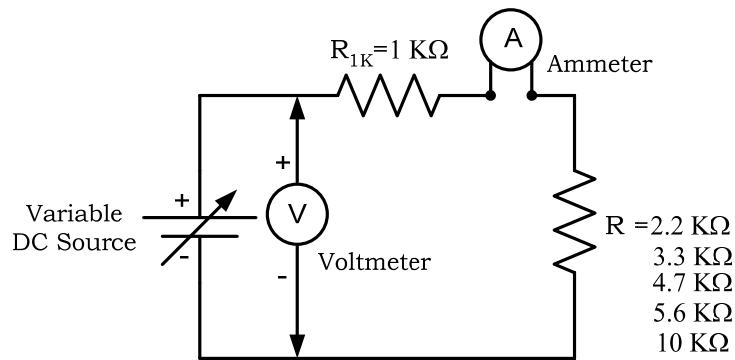 A
R1K=1 KΩ
Ammeter
+
+
V
Variable
DC Source
-
Voltmeter
-
R =2.2 KΩ
3.3 KΩ
4.7 KΩ
5.6 KΩ
10 KΩ